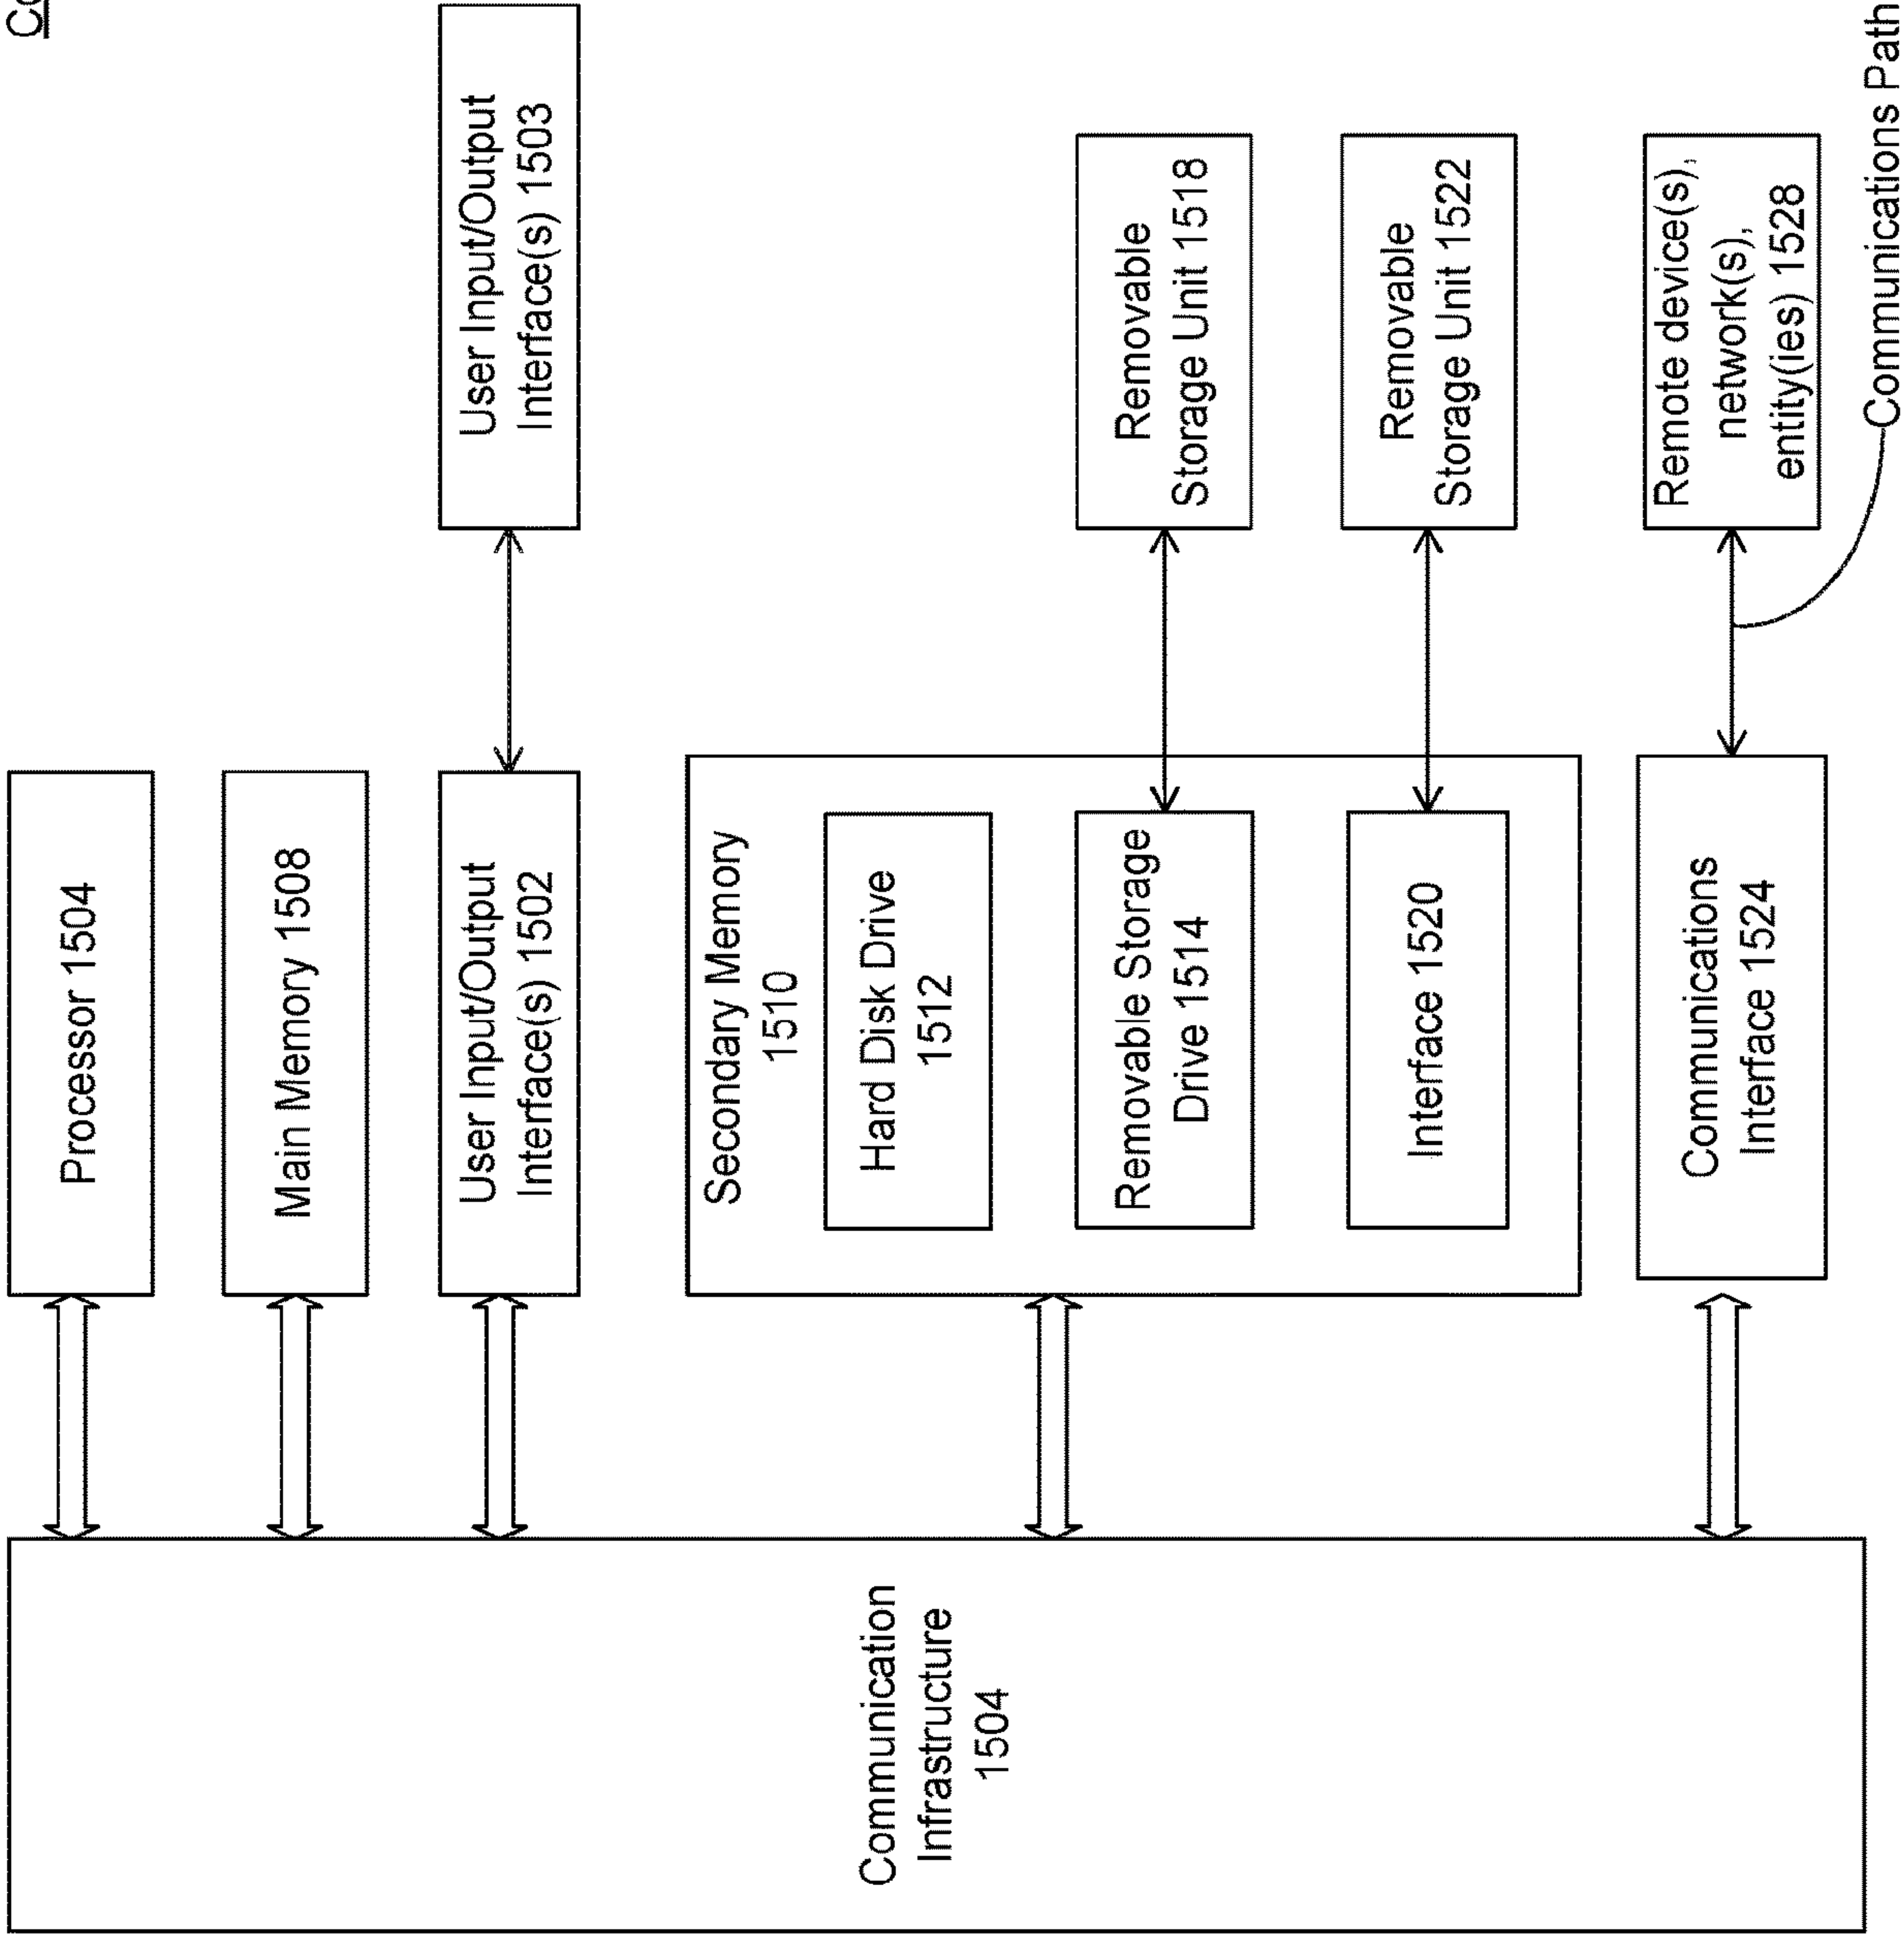 Processor 1504
Main Memory 1508
User Input/Output
Interface(s) 1502
User Input/Output
Interface(s) 1503
Secondary Memory
1510
Hard Disk Drive
1512
Removable Storage
Drive 1514
Removable
Storage Unit 1518
Interface 1520
Removable
Storage Unit 1522
Communications
Interface 1524
Remote device(s),
network(s),
entity(ies) 1528
Communications Path
Communication
Infrastructure
1504